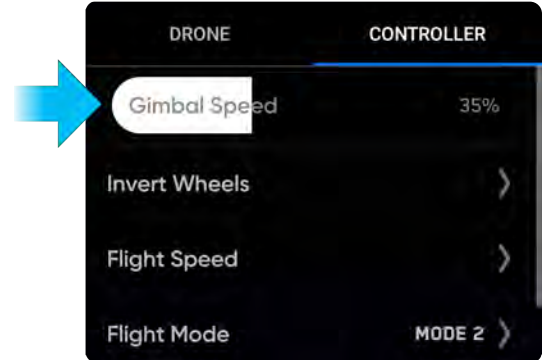 DRONE CONTROLLER
Gimbal Speed 35%
Invert Wheels
Flight Speed
Flight Mode MODE 2